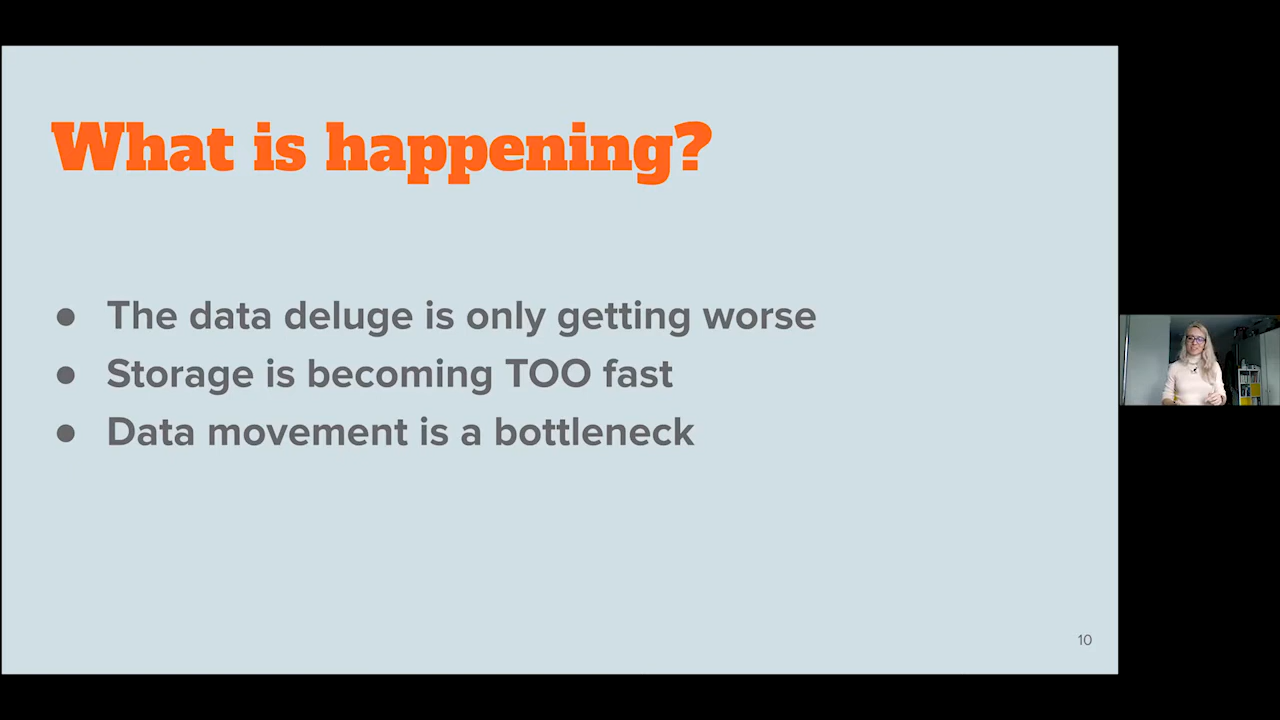 What is happening?
● The data deluge is only getting worse
● Storage is becoming TOO fast
● Data movement is a bottleneck
10